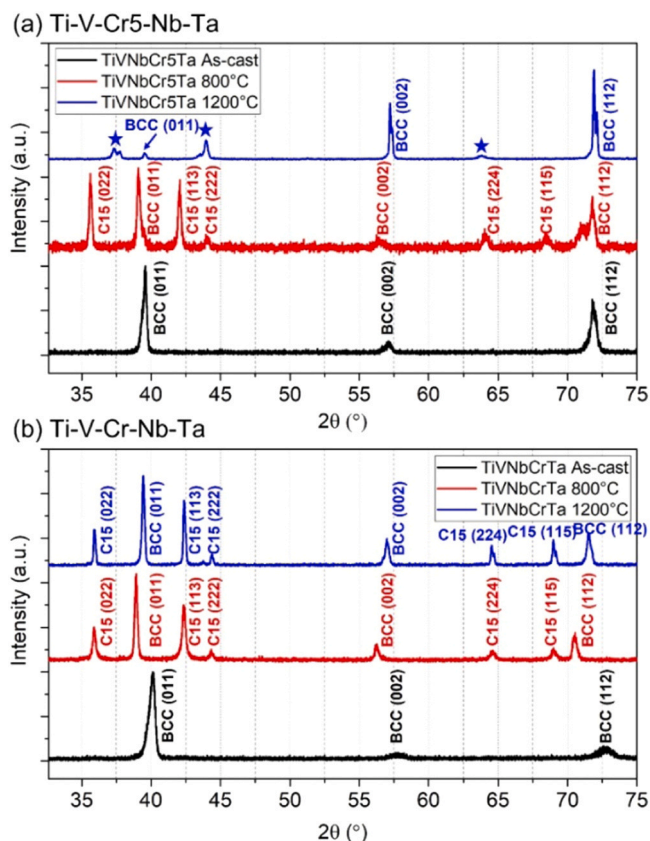 (a) Ti-V-Cr5-Nb-Ta
TiVNbCr5Ta As-cast
TiVNbCr5Ta 800°C
TiVNbCr5Ta 1200°C
BCC (011)
BCC (002)
BCC (112)
C15 (022)
BCC (011)
C15 (113)
C15 (222)
BCC (002)
C15 (224)
C15 (115)
BCC (112)
BCC (011)
BCC (002)
BCC (112)
Intensity (a.u.)
35 40 45 50 55 60 65 70 75
2θ (°)
(b) Ti-V-Cr-Nb-Ta
TiVNbCrTa As-cast
TiVNbCrTa 800°C
TiVNbCrTa 1200°C
C15 (022)
BCC (011)
C15 (113)
C15 (222)
BCC (002)
C15 (224)
C15 (115)
BCC (112)
C15 (022)
BCC (011)
C15 (113)
C15 (222)
BCC (002)
C15 (224)
C15 (115)
BCC (112)
BCC (011)
BCC (002)
BCC (112)
Intensity (a.u.)
35 40 45 50 55 60 65 70 75
2θ (°)